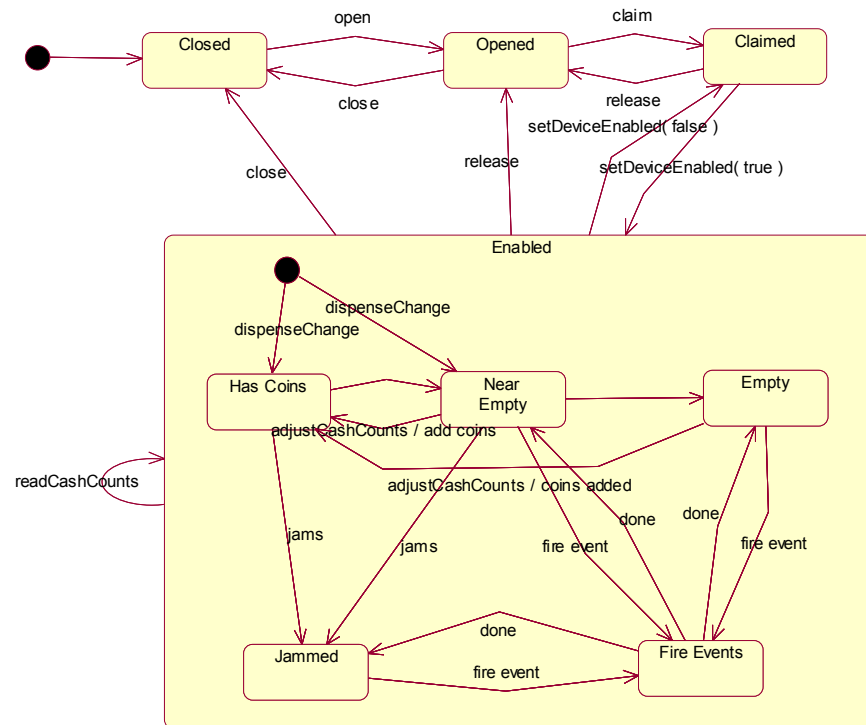 open
claim
Closed
Opened
Claimed
close
release
setDeviceEnabled( false )
close
release
setDeviceEnabled( true )
Enabled
dispenseChange
dispenseChange
Has Coins
Near
Empty
Empty
adjustCashCounts / add coins
readCashCounts
adjustCashCounts / coins added
done
done
jams
jams
fire event
fire event
done
Jammed
Fire Events
fire event